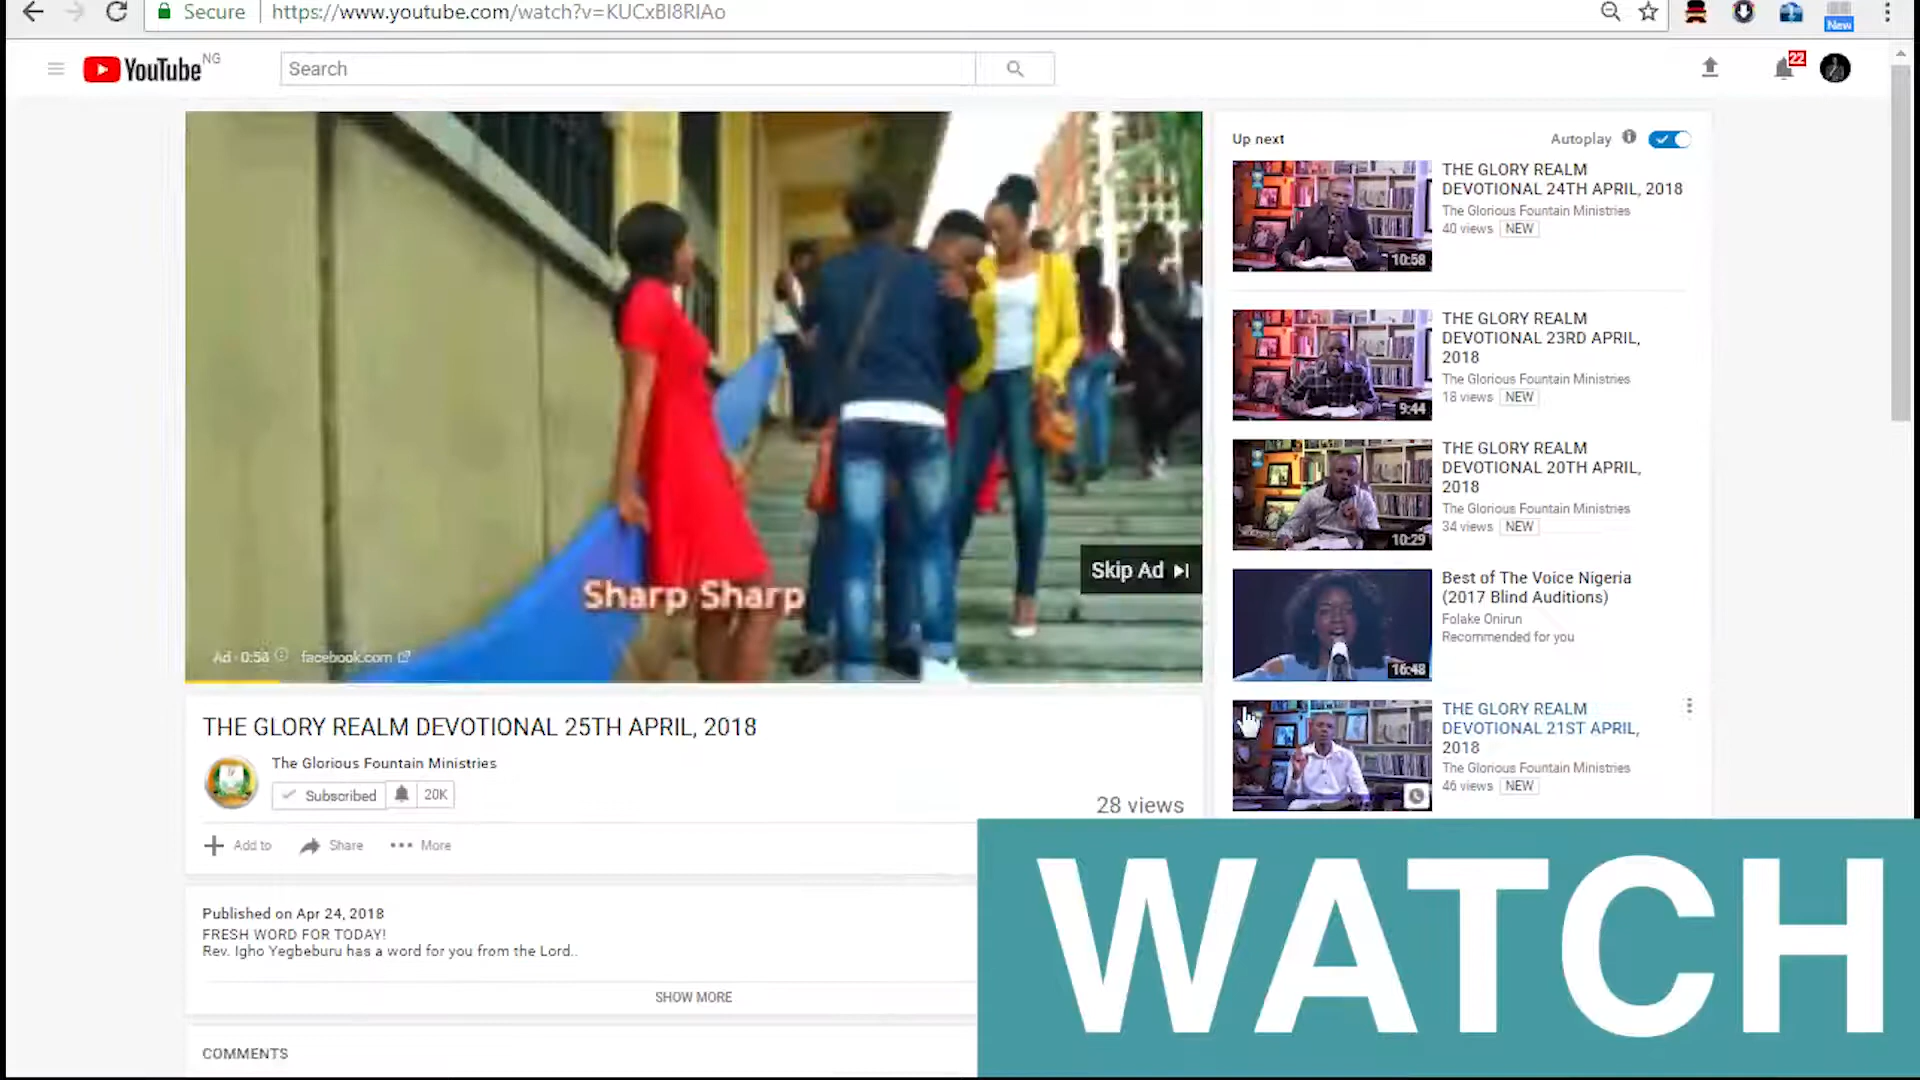 Secure https://www.youtube.com/watch?v=KUCxBI8RIAo
New
YouTube NG
Search
22
Up next
Autoplay
THE GLORY REALM
DEVOTIONAL 24TH APRIL, 2018
The Glorious Fountain Ministries
40 views NEW
10:58
THE GLORY REALM
DEVOTIONAL 23RD APRIL,
2018
The Glorious Fountain Ministries
18 views NEW
9:44
THE GLORY REALM
DEVOTIONAL 20TH APRIL,
2018
The Glorious Fountain Ministries
34 views NEW
10:29
Best of The Voice Nigeria
(2017 Blind Auditions)
Folake Onirun
Recommended for you
16:48
THE GLORY REALM
DEVOTIONAL 21ST APRIL,
2018
The Glorious Fountain Ministries
46 views NEW
Skip Ad
Sharp Sharp
Ad · 0:53 facebook.com
THE GLORY REALM DEVOTIONAL 25TH APRIL, 2018
The Glorious Fountain Ministries
Subscribed 20K
28 views
Add to Share More
Published on Apr 24, 2018
FRESH WORD FOR TODAY!
Rev. Igho Yegbeburu has a word for you from the Lord..
SHOW MORE
COMMENTS
WATCH